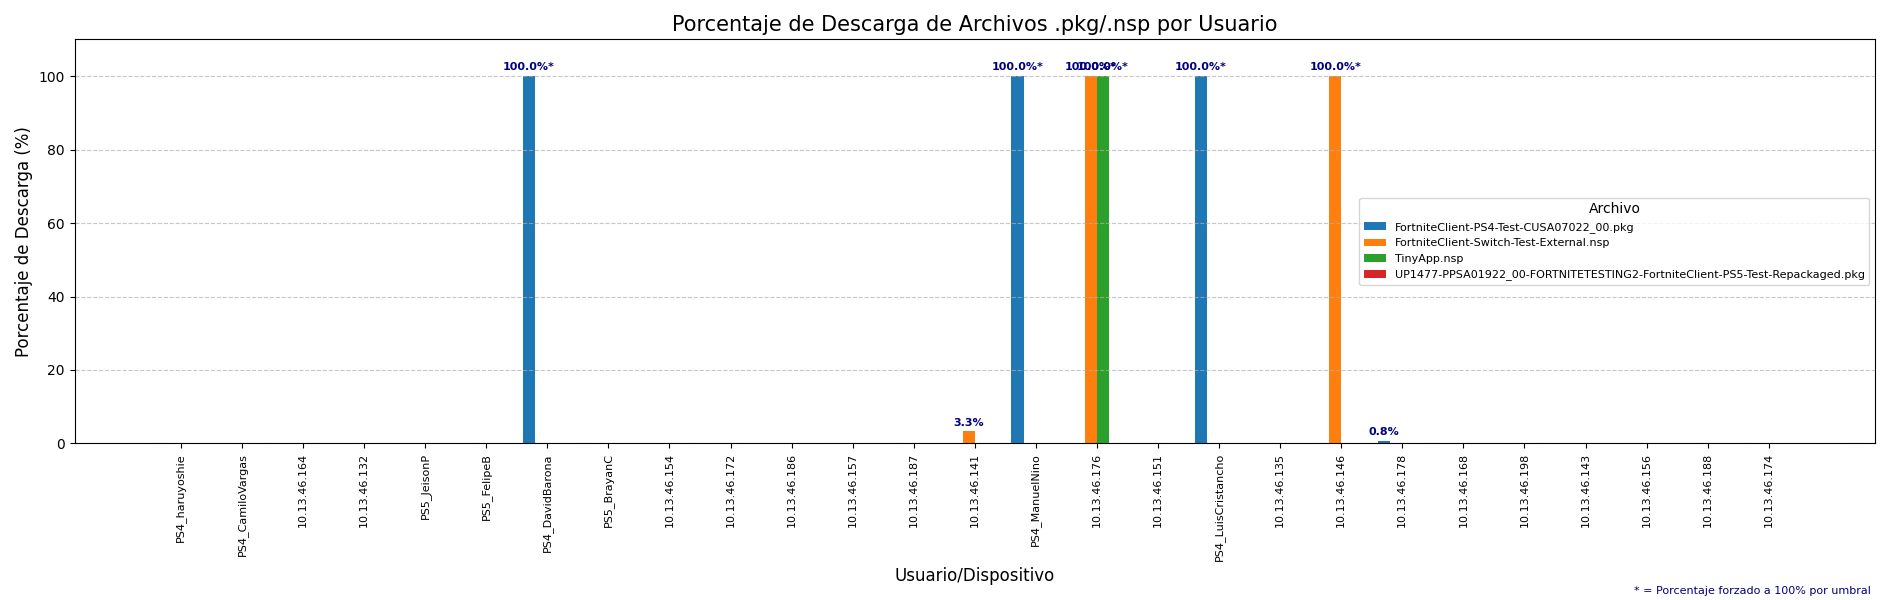 Porcentaje de Descarga de Archivos .pkg/.nsp por Usuario
Porcentaje de Descarga (%)
100
80
60
40
20
0
100.0%*
3.3%
100.0%*
100.0%*
100.0%*
100.0%*
100.0%*
0.8%
Archivo
FortniteClient-PS4-Test-CUSA07022_00.pkg
FortniteClient-Switch-Test-External.nsp
TinyApp.nsp
UP1477-PPSA01922_00-FORTNITETESTING2-FortniteClient-PS5-Test-Repackaged.pkg
PS4_haruyoshie
PS4_CamiloVargas
10.13.46.164
10.13.46.132
PS5_JeisonP
PS5_FelipeB
PS4_DavidBarona
PS5_BrayanC
10.13.46.154
10.13.46.172
10.13.46.186
10.13.46.157
10.13.46.187
10.13.46.141
PS4_ManuelNino
10.13.46.176
10.13.46.151
PS4_LuisCristancho
10.13.46.135
10.13.46.146
10.13.46.178
10.13.46.168
10.13.46.198
10.13.46.143
10.13.46.156
10.13.46.188
10.13.46.174
Usuario/Dispositivo
* = Porcentaje forzado a 100% por umbral